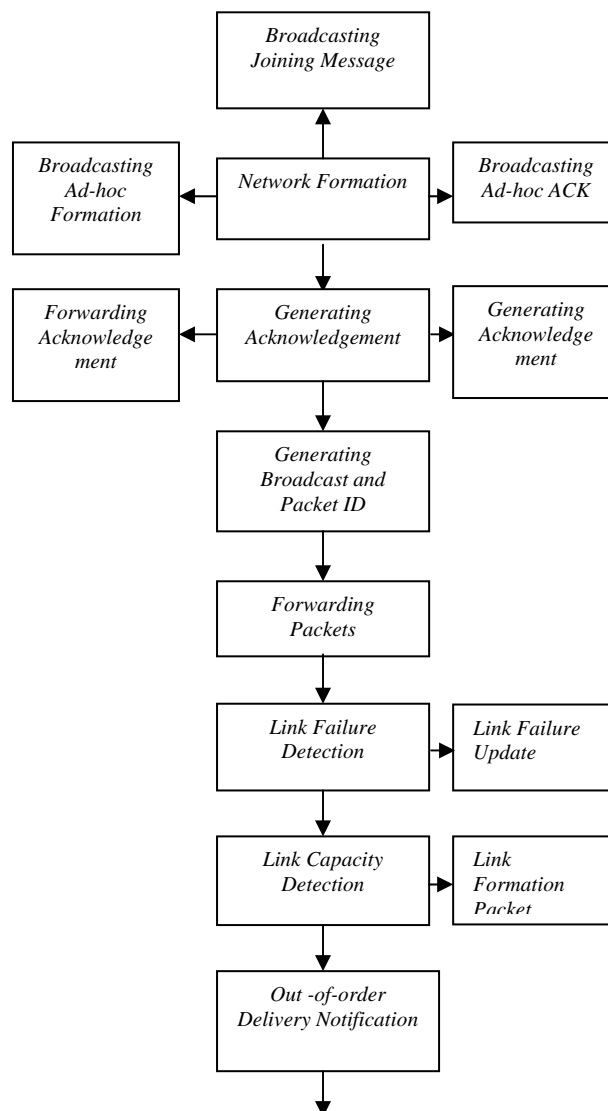 Broadcasting
Joining Message
Broadcasting
Ad-hoc
Formation
Network Formation
Broadcasting
Ad-hoc ACK
Forwarding
Acknowledge
ment
Generating
Acknowledgement
Generating
Acknowledge
ment
Generating
Broadcast and
Packet ID
Forwarding
Packets
Link Failure
Detection
Link Failure
Update
Link Capacity
Detection
Link
Formation
Packet
Out -of-order
Delivery Notification